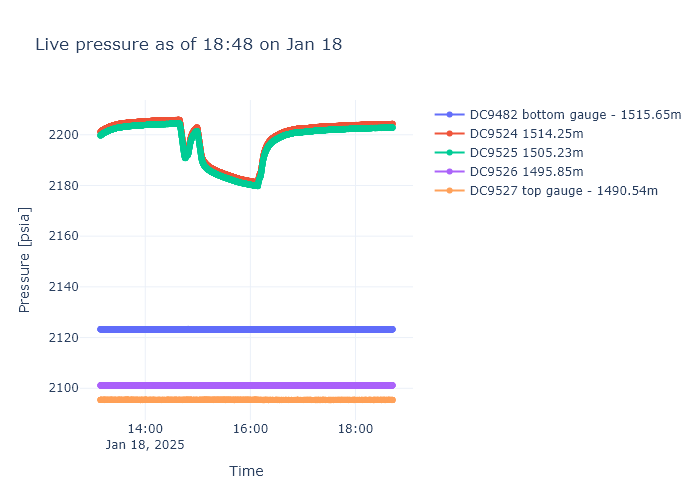 Live pressure as of 18:48 on Jan 18
DC9482 bottom gauge - 1515.65m
DC9524 1514.25m
DC9525 1505.23m
DC9526 1495.85m
DC9527 top gauge - 1490.54m
Pressure [psia]
2200
2180
2160
2140
2120
2100
14:00 16:00 18:00
Jan 18, 2025
Time